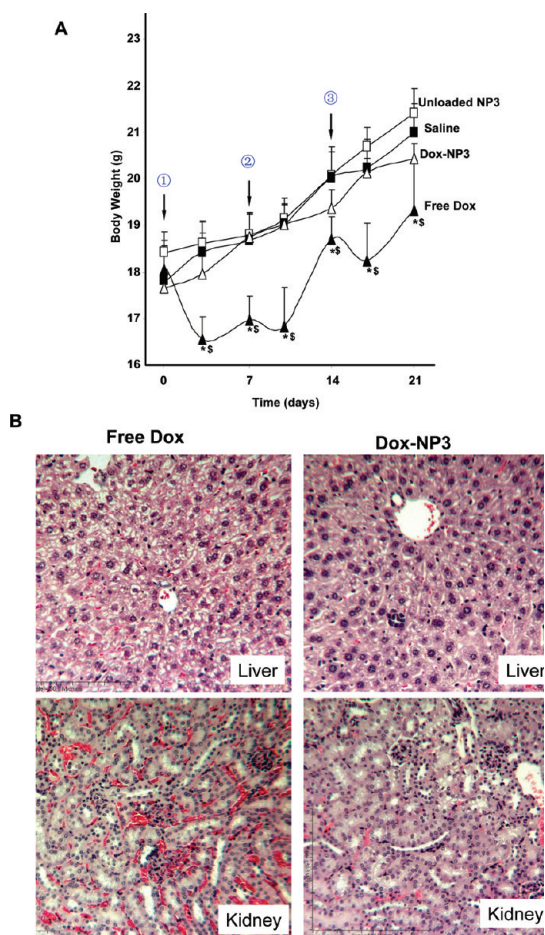 A
23
22
21
20
19
18
17
16
Body Weight (g)
①
②
③
Unloaded NP3
Saline
Dox-NP3
Free Dox
*$
*$
*$
*$
*$
*$
0
7
14
21
Time (days)
B
Free Dox
Dox-NP3
Liver
Liver
Kidney
Kidney